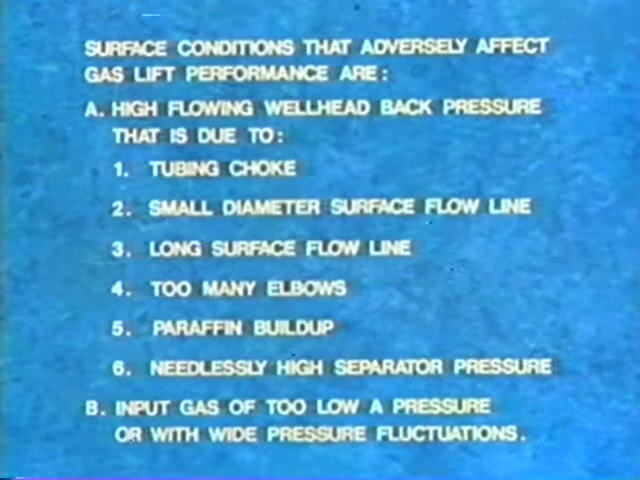 SURFACE CONDITIONS THAT ADVERSELY AFFECT
GAS LIFT PERFORMANCE ARE:
A. HIGH FLOWING WELLHEAD BACK PRESSURE
THAT IS DUE TO:
1. TUBING CHOKE
2. SMALL DIAMETER SURFACE FLOW LINE
3. LONG SURFACE FLOW LINE
4. TOO MANY ELBOWS
5. PARAFFIN BUILDUP
6. NEEDLESSLY HIGH SEPARATOR PRESSURE
B. INPUT GAS OF TOO LOW A PRESSURE
OR WITH WIDE PRESSURE FLUCTUATIONS.